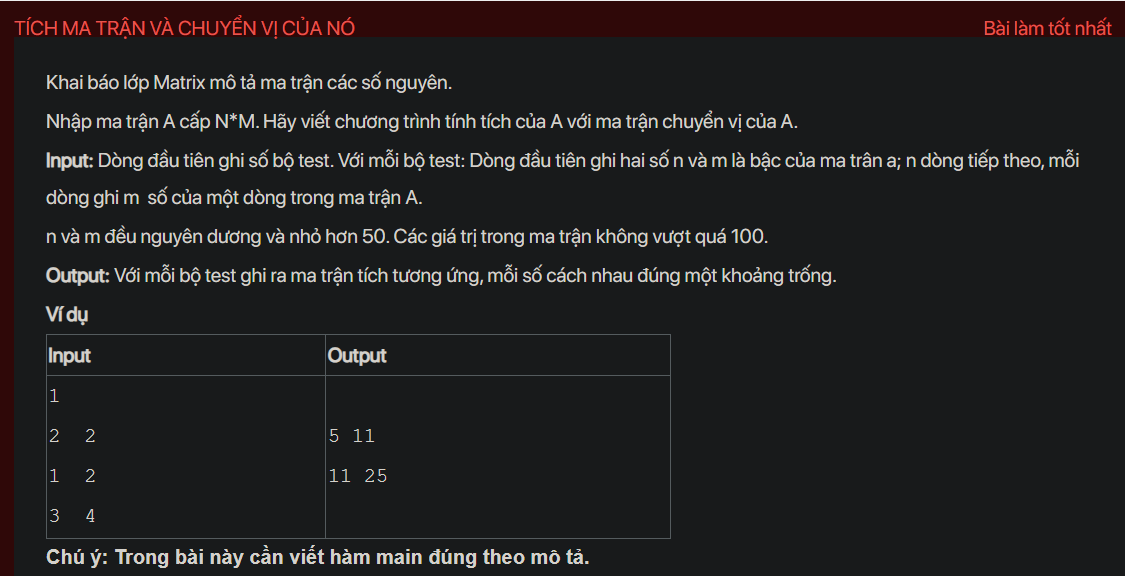 TÍCH MA TRẬN VÀ CHUYỂN VỊ CỦA NÓ
Bài làm tốt nhất
Khai báo lớp Matrix mô tả ma trận các số nguyên.
Nhập ma trận A cấp N*M. Hãy viết chương trình tính tích của A với ma trận chuyển vị của A.
Input: Dòng đầu tiên ghi số bộ test. Với mỗi bộ test: Dòng đầu tiên ghi hai số n và m là bậc của ma trân a; n dòng tiếp theo, mỗi
dòng ghi m số của một dòng trong ma trận A.
n và m đều nguyên dương và nhỏ hơn 50. Các giá trị trong ma trận không vượt quá 100.
Output: Với mỗi bộ test ghi ra ma trận tích tương ứng, mỗi số cách nhau đúng một khoảng trống.
Ví dụ
Input Output
1
2 2 5 11
1 2 11 25
3 4
Chú ý: Trong bài này cần viết hàm main đúng theo mô tả.